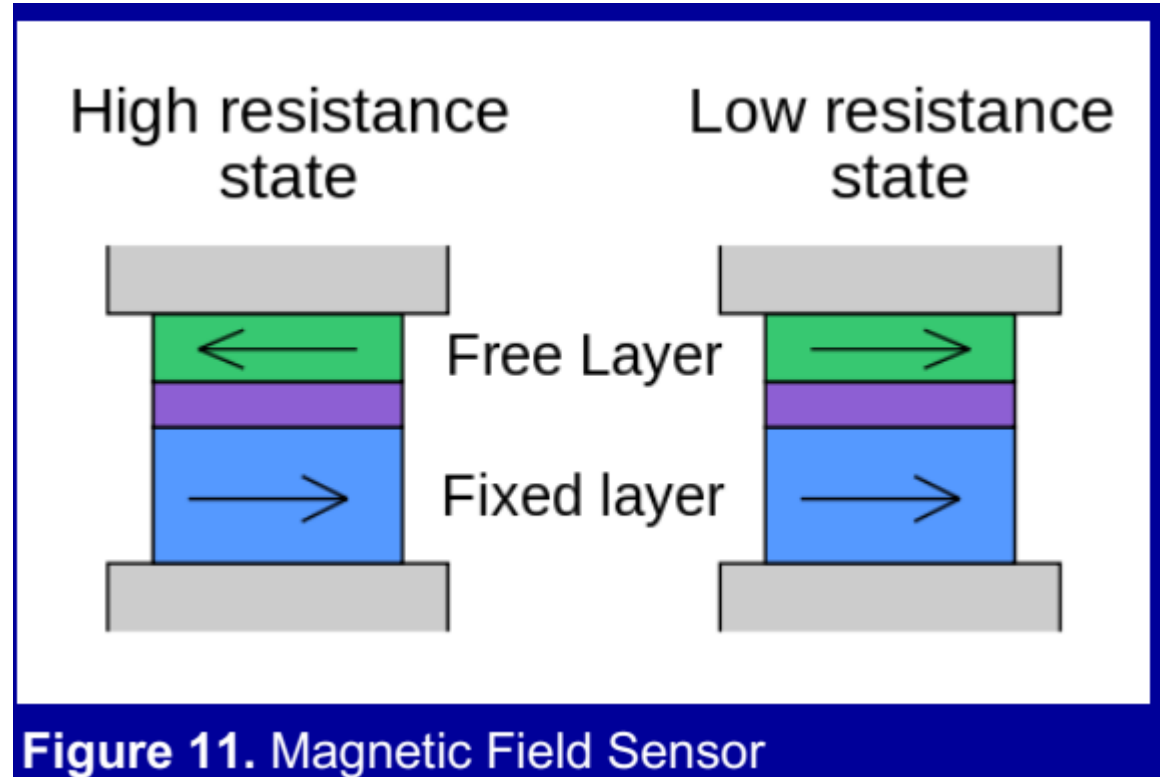 High resistance
state
Low resistance
state
Free Layer
Fixed layer
Figure 11. Magnetic Field Sensor